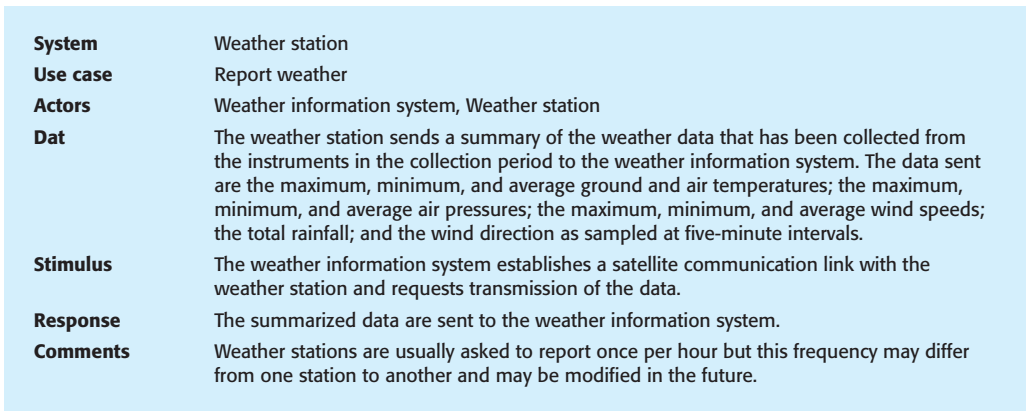 System Weather station
Use case Report weather
Actors Weather information system, Weather station
Dat The weather station sends a summary of the weather data that has been collected from
the instruments in the collection period to the weather information system. The data sent
are the maximum, minimum, and average ground and air temperatures; the maximum,
minimum, and average air pressures; the maximum, minimum, and average wind speeds;
the total rainfall; and the wind direction as sampled at five-minute intervals.
Stimulus The weather information system establishes a satellite communication link with the
weather station and requests transmission of the data.
Response The summarized data are sent to the weather information system.
Comments Weather stations are usually asked to report once per hour but this frequency may differ
from one station to another and may be modified in the future.